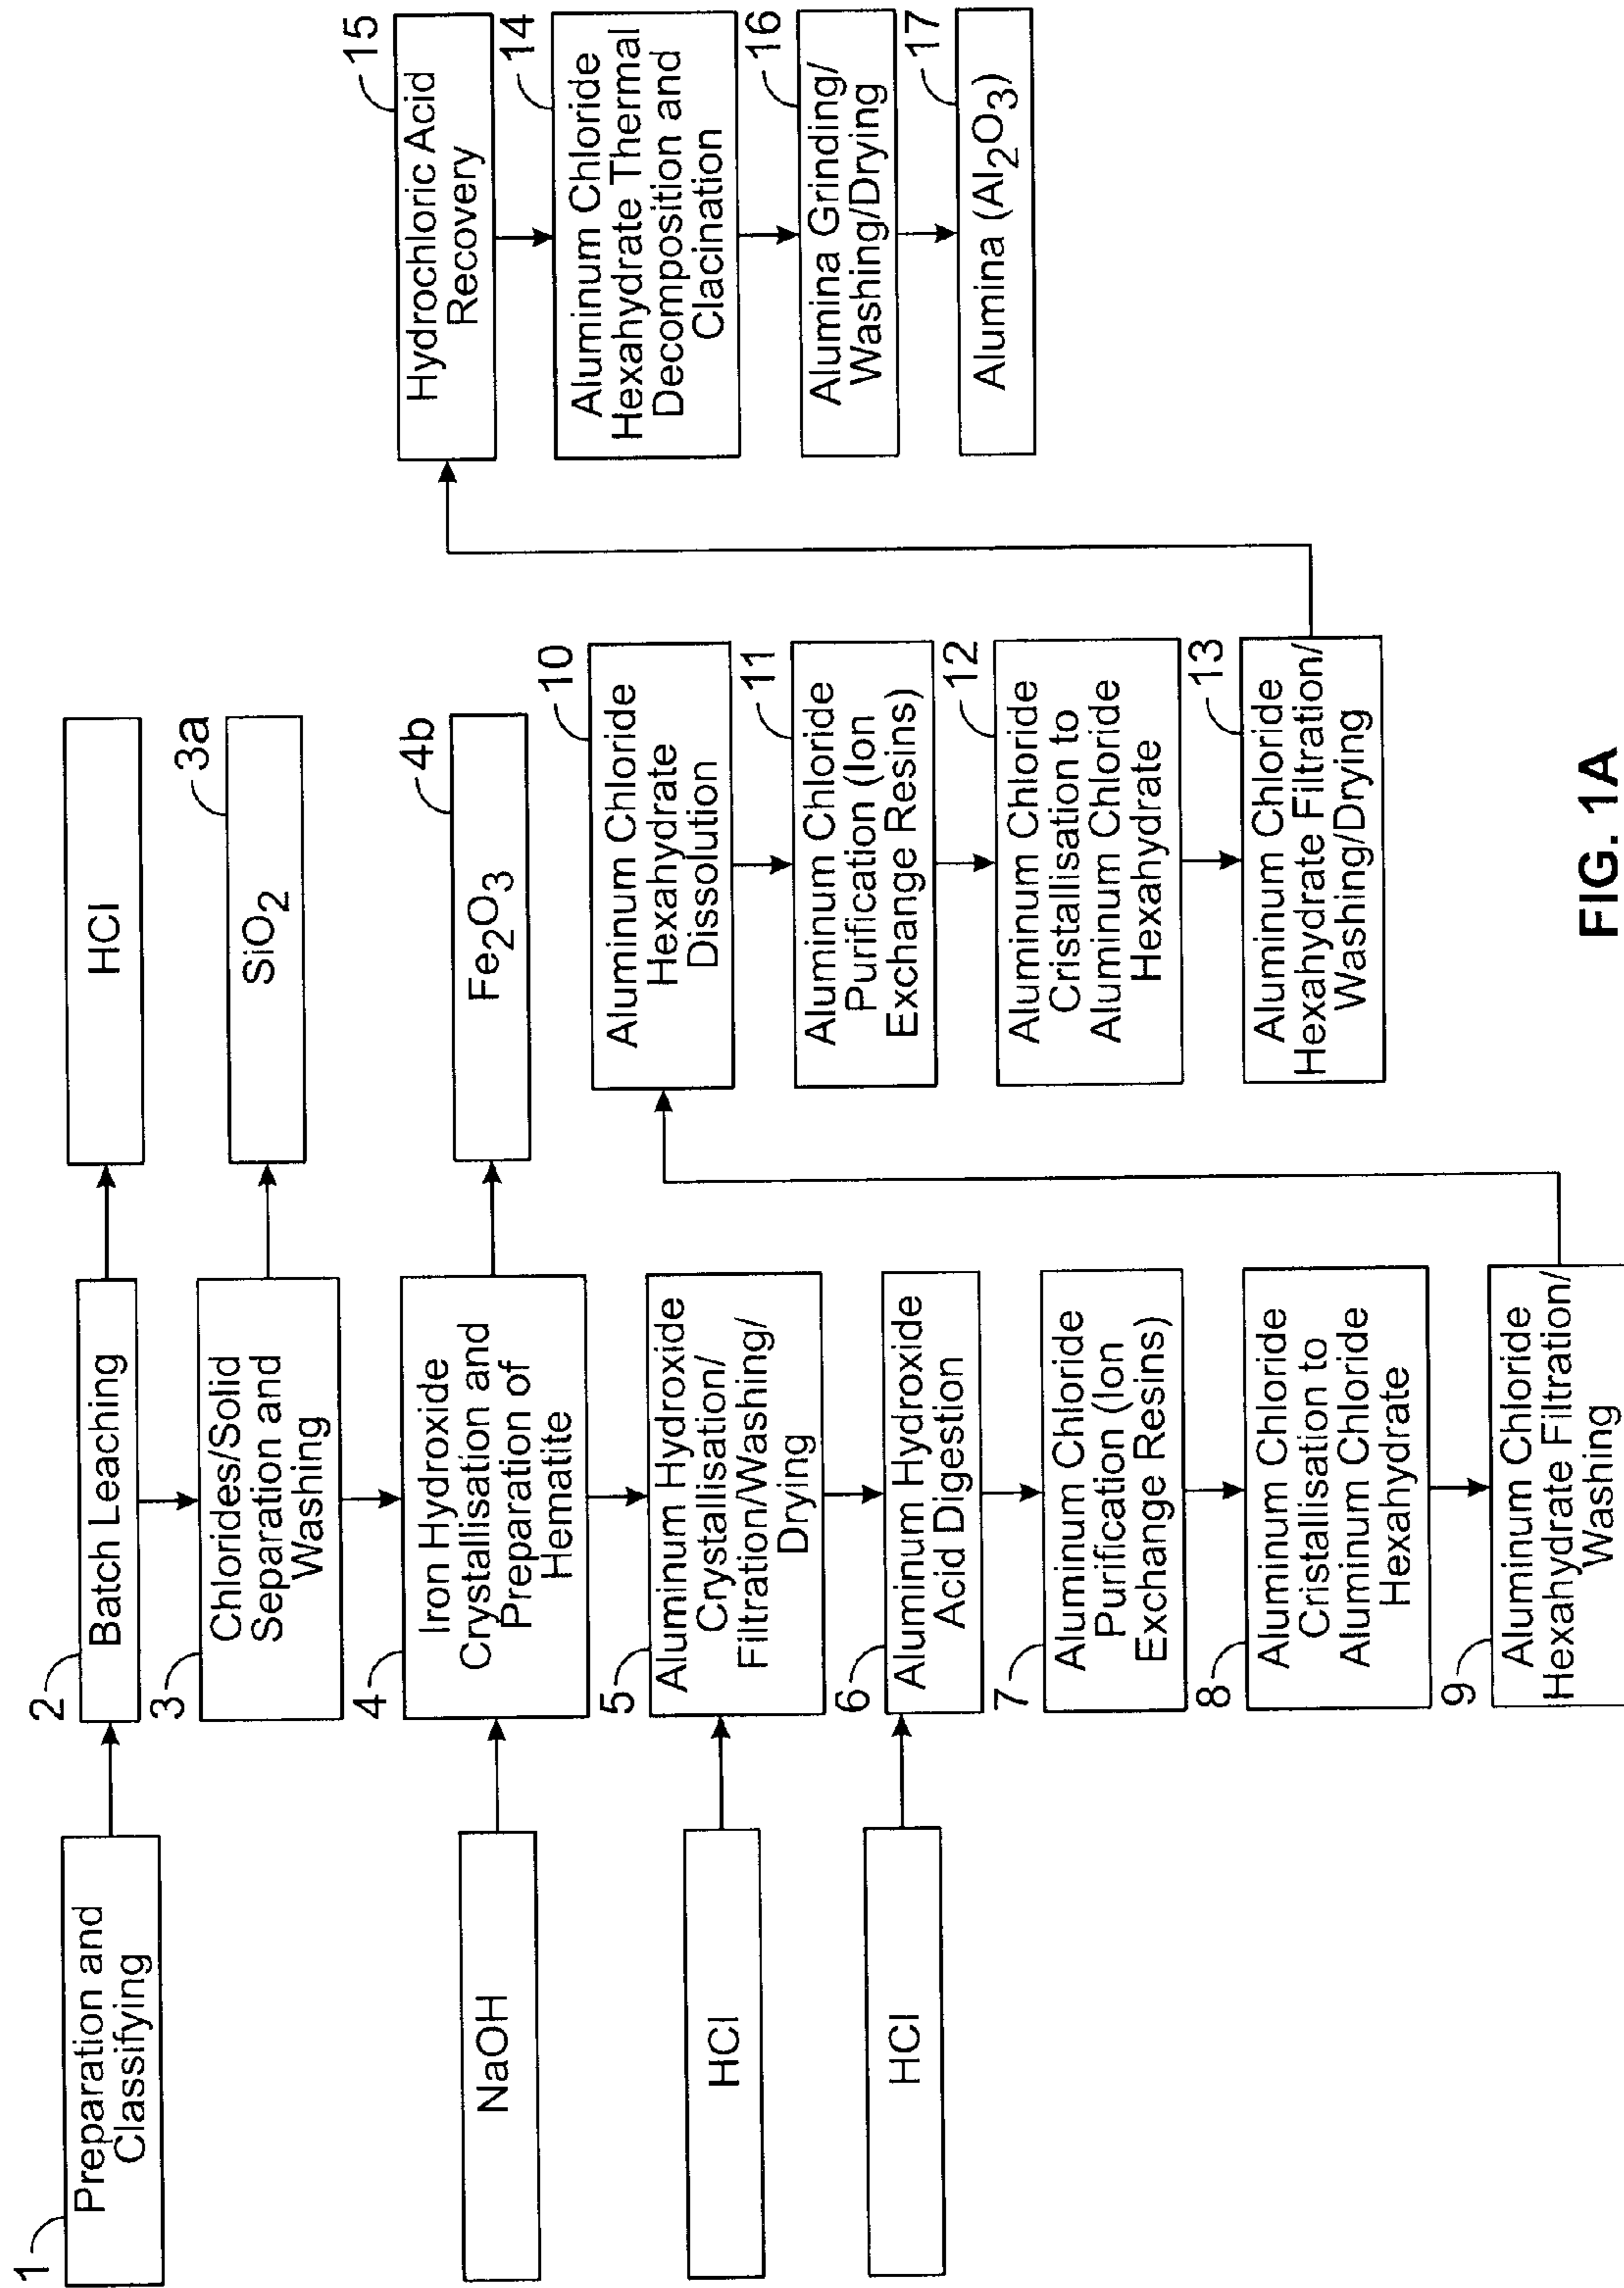 1
Preparation and
Classifying
2
Batch Leaching
HCl
3
Chlorides/Solid
Separation and
Washing
3a
SiO2
NaOH
4
Iron Hydroxide
Crystallisation and
Preparation of
Hematite
4b
Fe2O3
HCl
5
Aluminum Hydroxide
Crystallisation/
Filtration/Washing/
Drying
HCl
6
Aluminum Hydroxide
Acid Digestion
7
Aluminum Chloride
Purification (Ion
Exchange Resins)
8
Aluminum Chloride
Cristallisation to
Aluminum Chloride
Hexahydrate
9
Aluminum Chloride
Hexahydrate Filtration/
Washing
10
Aluminum Chloride
Hexahydrate
Dissolution
11
Aluminum Chloride
Purification (Ion
Exchange Resins)
12
Aluminum Chloride
Cristallisation to
Aluminum Chloride
Hexahydrate
13
Aluminum Chloride
Hexahydrate Filtration/
Washing/Drying
15
Hydrochloric Acid
Recovery
14
Aluminum Chloride
Hexahydrate Thermal
Decomposition and
Clacination
16
Alumina Grinding/
Washing/Drying
17
Alumina (Al2O3)
FIG. 1A